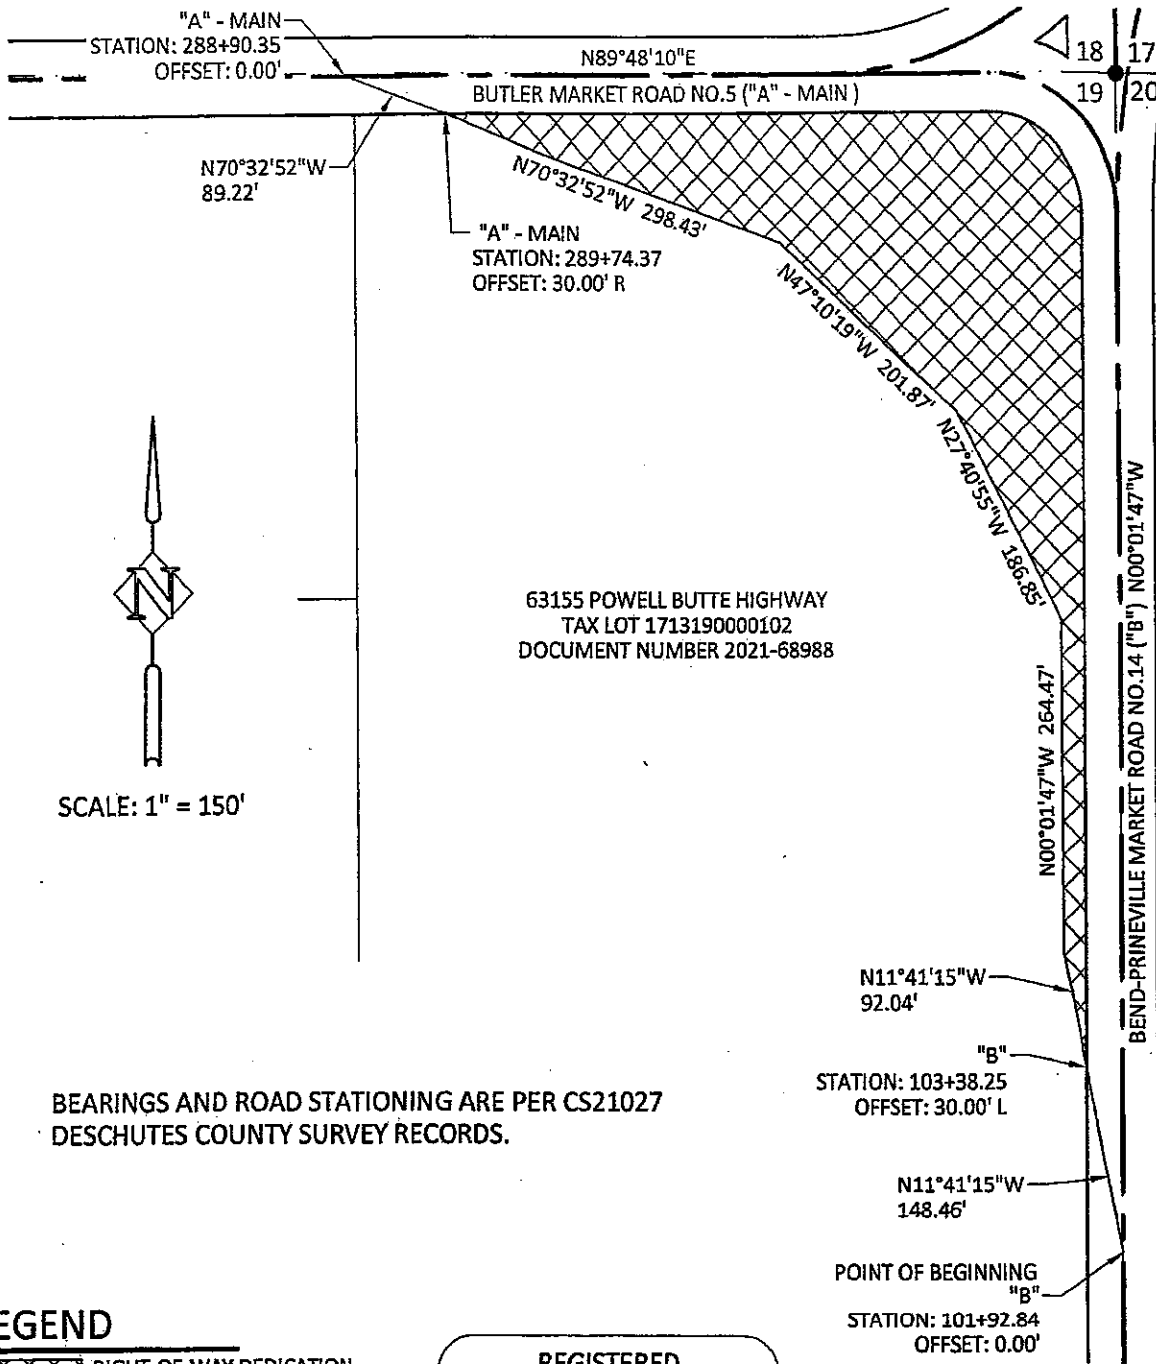 "A" - MAIN
STATION: 288+90.35
OFFSET: 0.00'
N89°48'10"E
BUTLER MARKET ROAD NO.5 ("A" - MAIN )
18 17
19 20
N70°32'52"W
89.22'
N70°32'52"W 298.43'
"A" - MAIN
STATION: 289+74.37
OFFSET: 30.00' R
N47°10'19"W 201.87'
N27°40'55"W 186.85'
N
SCALE: 1" = 150'
63155 POWELL BUTTE HIGHWAY
TAX LOT 1713190000102
DOCUMENT NUMBER 2021-68988
N00°01'47"W 264.47'
BEND-PRINEVILLE MARKET ROAD NO.14 ("B") N00°01'47"W
N11°41'15"W
92.04'
"B"
STATION: 103+38.25
OFFSET: 30.00' L
BEARINGS AND ROAD STATIONING ARE PER CS21027
DESCHUTES COUNTY SURVEY RECORDS.
N11°41'15"W
148.46'
POINT OF BEGINNING
"B"
STATION: 101+92.84
OFFSET: 0.00'
EGEND
RIGHT OF WAY DEDICATION
REGISTERED